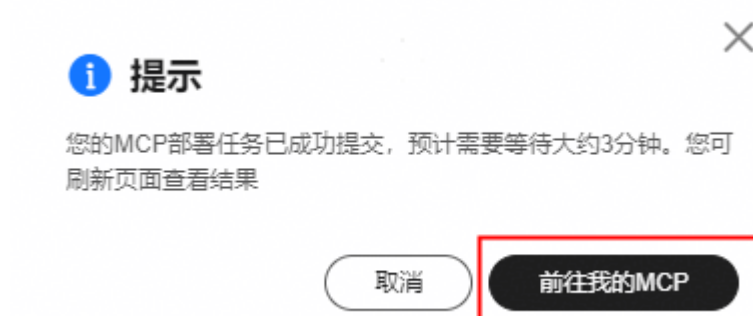 提示
您的MCP部署任务已成功提交，预计需要等待大约3分钟。您可
刷新页面查看结果
取消
前往我的MCP